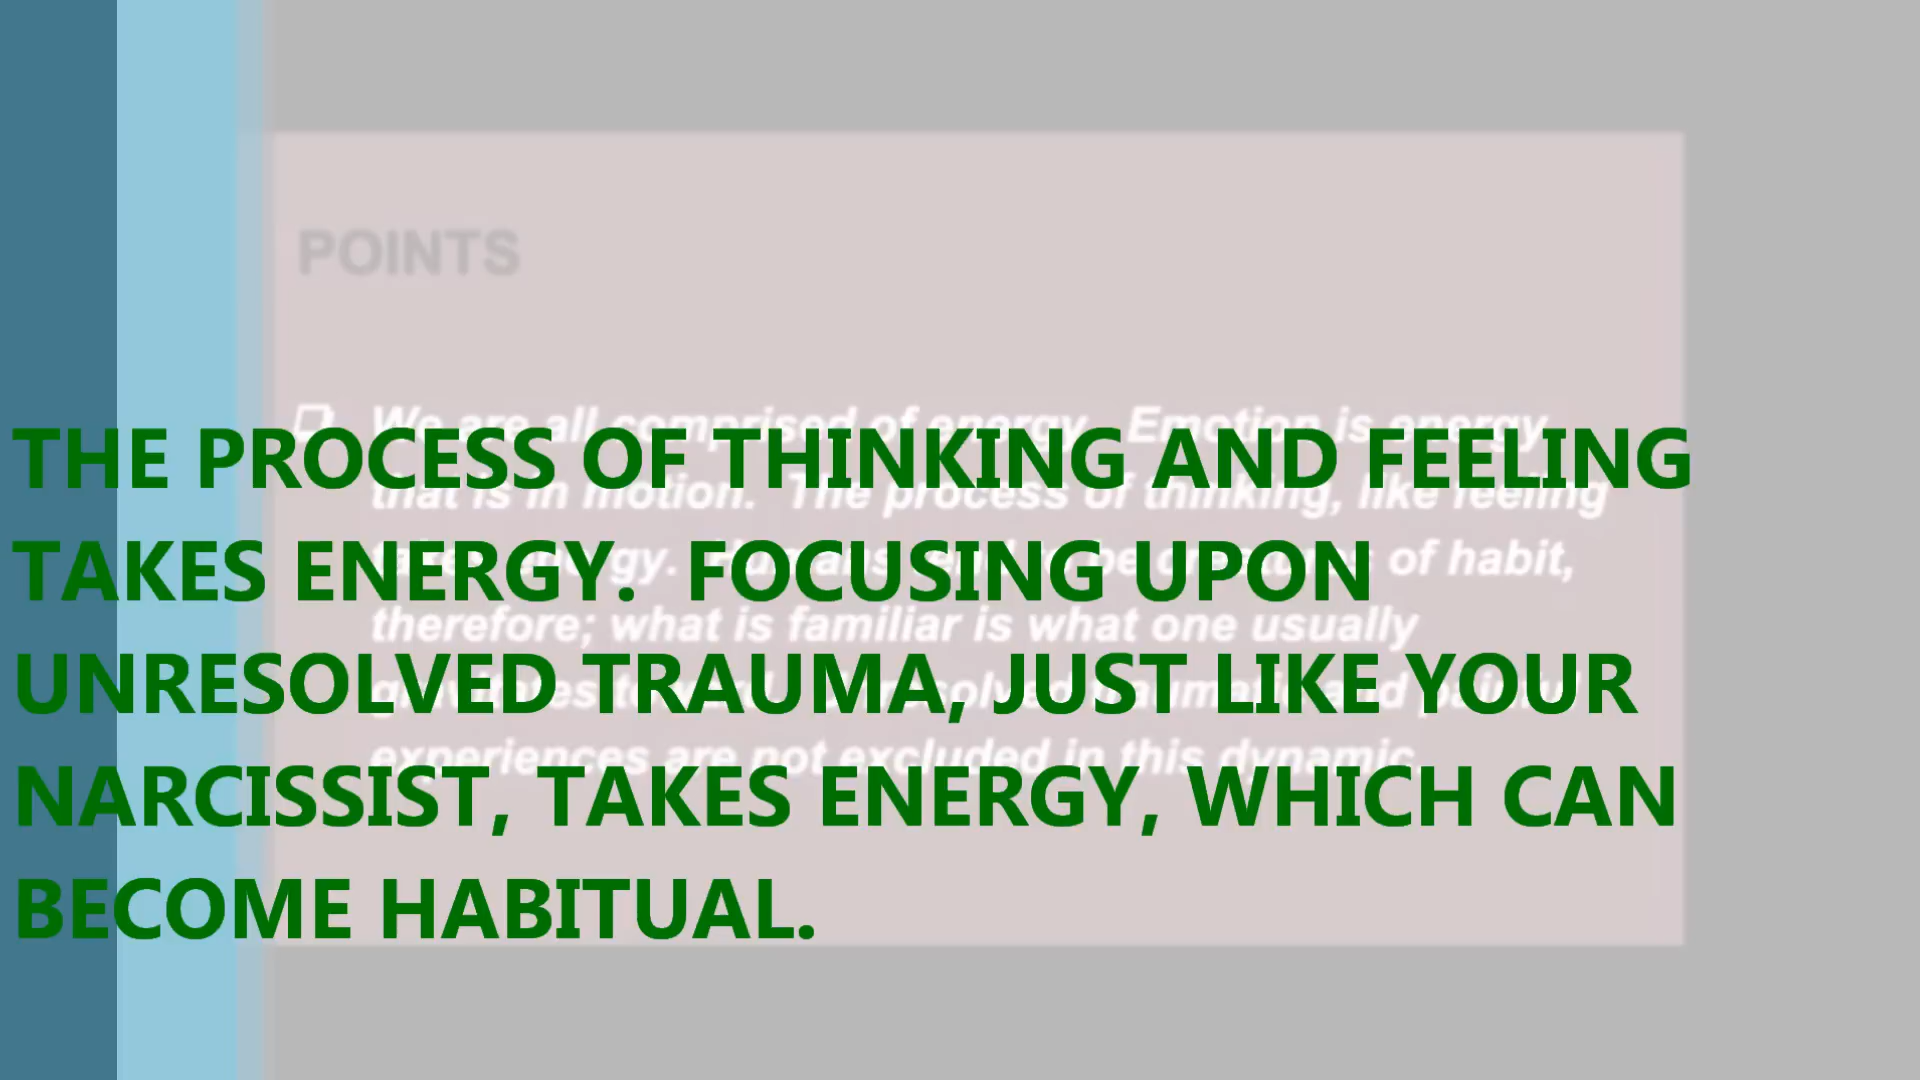 POINTS
We are all comprised of energy. Emotion is energy
THE PROCESS OF THINKING AND FEELING
that is in motion. The process of thinking, like feeling
TAKES ENERGY. FOCUSING UPON
energy. of habit,
therefore; what is familiar is what one usually
UNRESOLVED TRAUMA, JUST LIKE YOUR
experiences are not excluded in this dynamic.
NARCISSIST, TAKES ENERGY, WHICH CAN
BECOME HABITUAL.